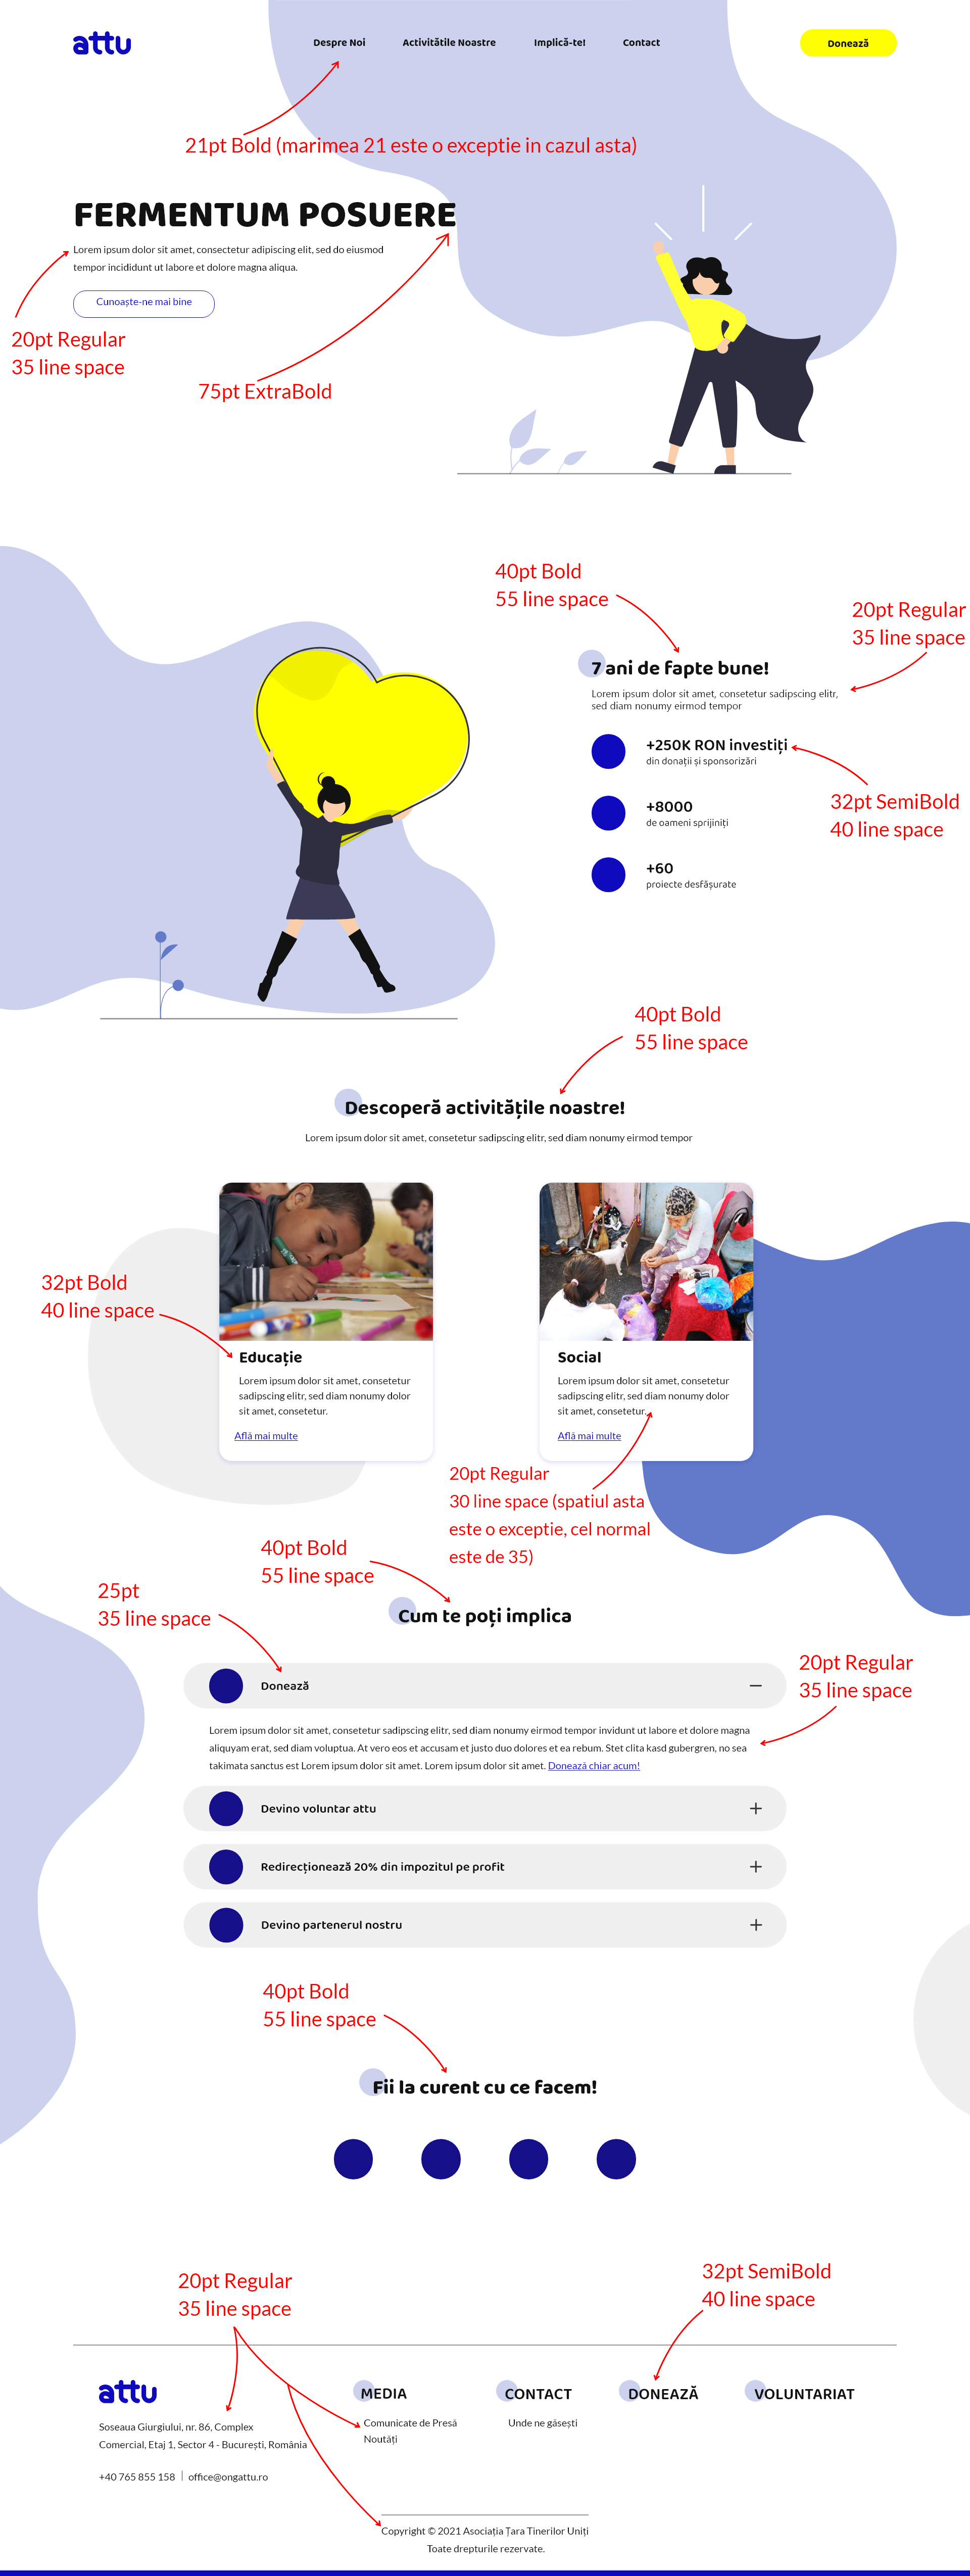 attu
Despre Noi
Activitătile Noastre
Implică-te!
Contact
Donează
21pt Bold (marimea 21 este o exceptie in cazul asta)
FERMENTUM POSUERE
Lorem ipsum dolor sit amet, consectetur adipiscing elit, sed do eiusmod
tempor incididunt ut labore et dolore magna aliqua.
Cunoaște-ne mai bine
20pt Regular
35 line space
75pt ExtraBold
40pt Bold
55 line space
20pt Regular
35 line space
7 ani de fapte bune!
Lorem ipsum dolor sit amet, consetetur sadipscing elitr,
sed diam nonumy eirmod tempor
+250K RON investiți
din donații și sponsorizări
32pt SemiBold
40 line space
+8000
de oameni sprijiniți
+60
proiecte desfășurate
40pt Bold
55 line space
Descoperă activitățile noastre!
Lorem ipsum dolor sit amet, consetetur sadipscing elitr, sed diam nonumy eirmod tempor
32pt Bold
40 line space
Educație
Lorem ipsum dolor sit amet, consetetur
sadipscing elitr, sed diam nonumy dolor
sit amet, consetetur.
Află mai multe
Social
Lorem ipsum dolor sit amet, consetetur
sadipscing elitr, sed diam nonumy dolor
sit amet, consetetur.
Află mai multe
20pt Regular
30 line space (spatiul asta
este o exceptie, cel normal
este de 35)
40pt Bold
55 line space
25pt
35 line space
Cum te poți implica
20pt Regular
35 line space
Donează
Lorem ipsum dolor sit amet, consetetur sadipscing elitr, sed diam nonumy eirmod tempor invidunt ut labore et dolore magna
aliquyam erat, sed diam voluptua. At vero eos et accusam et justo duo dolores et ea rebum. Stet clita kasd gubergren, no sea
takimata sanctus est Lorem ipsum dolor sit amet. Lorem ipsum dolor sit amet. Donează chiar acum!
Devino voluntar attu
Redirecționează 20% din impozitul pe profit
Devino partenerul nostru
40pt Bold
55 line space
Fii la curent cu ce facem!
20pt Regular
35 line space
32pt SemiBold
40 line space
attu
Soseaua Giurgiului, nr. 86, Complex
Comercial, Etaj 1, Sector 4 - București, România
+40 765 855 158 | office@ongattu.ro
MEDIA
Comunicate de Presă
Noutăți
CONTACT
Unde ne găsești
DONEAZĂ
VOLUNTARIAT
Copyright © 2021 Asociația Țara Tinerilor Uniți
Toate drepturile rezervate.